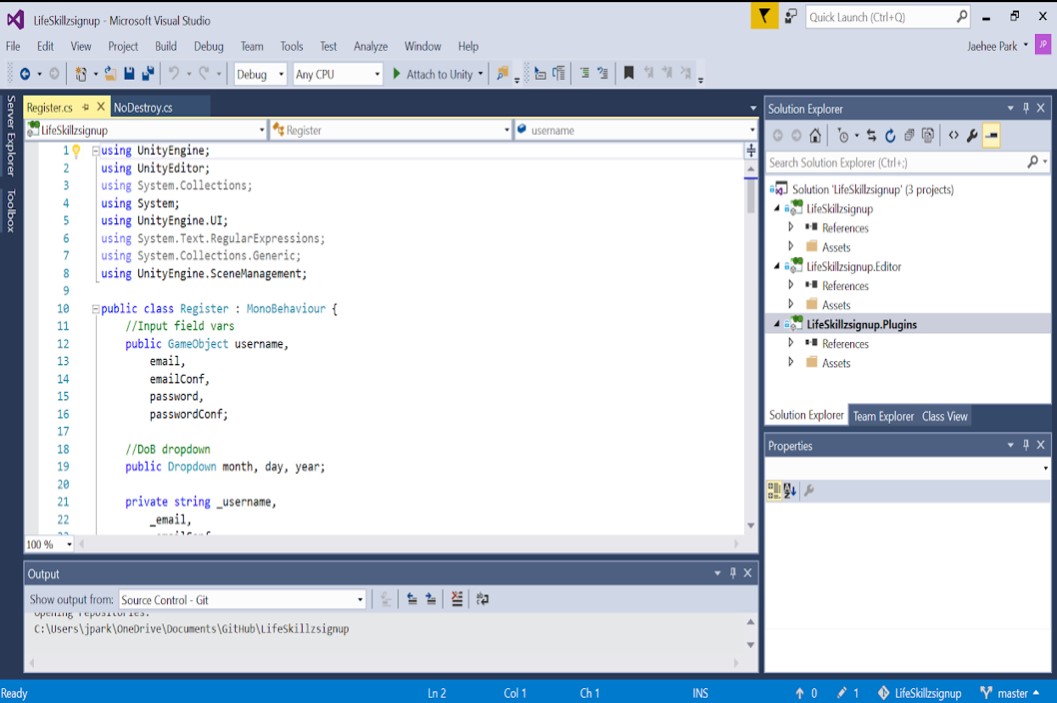 LifeSkillzsignup - Microsoft Visual Studio
Quick Launch (Ctrl+Q)
File Edit View Project Build Debug Team Tools Test Analyze Window Help
Jaehee Park JP
Debug Any CPU Attach to Unity
Server Explorer
Toolbox
Register.cs NoDestroy.cs
LifeSkillzsignup Register username
1 using UnityEngine;
2 using UnityEditor;
3 using System.Collections;
4 using System;
5 using UnityEngine.UI;
6 using System.Text.RegularExpressions;
7 using System.Collections.Generic;
8 using UnityEngine.SceneManagement;
9
10 public class Register : MonoBehaviour {
11 //Input field vars
12 public GameObject username,
13 email,
14 emailConf,
15 password,
16 passwordConf;
17
18 //DoB dropdown
19 public Dropdown month, day, year;
20
21 private string _username,
22 _email,
100 %
Solution Explorer
Search Solution Explorer (Ctrl+;)
Solution 'LifeSkillzsignup' (3 projects)
LifeSkillzsignup
References
Assets
LifeSkillzsignup.Editor
References
Assets
LifeSkillzsignup.Plugins
References
Assets
Solution Explorer Team Explorer Class View
Properties
Output
Show output from: Source Control - Git
Opening repositories:
C:\Users\jpark\OneDrive\Documents\GitHub\LifeSkillzsignup
Ready Ln 2 Col 1 Ch 1 INS 0 1 LifeSkillzsignup master